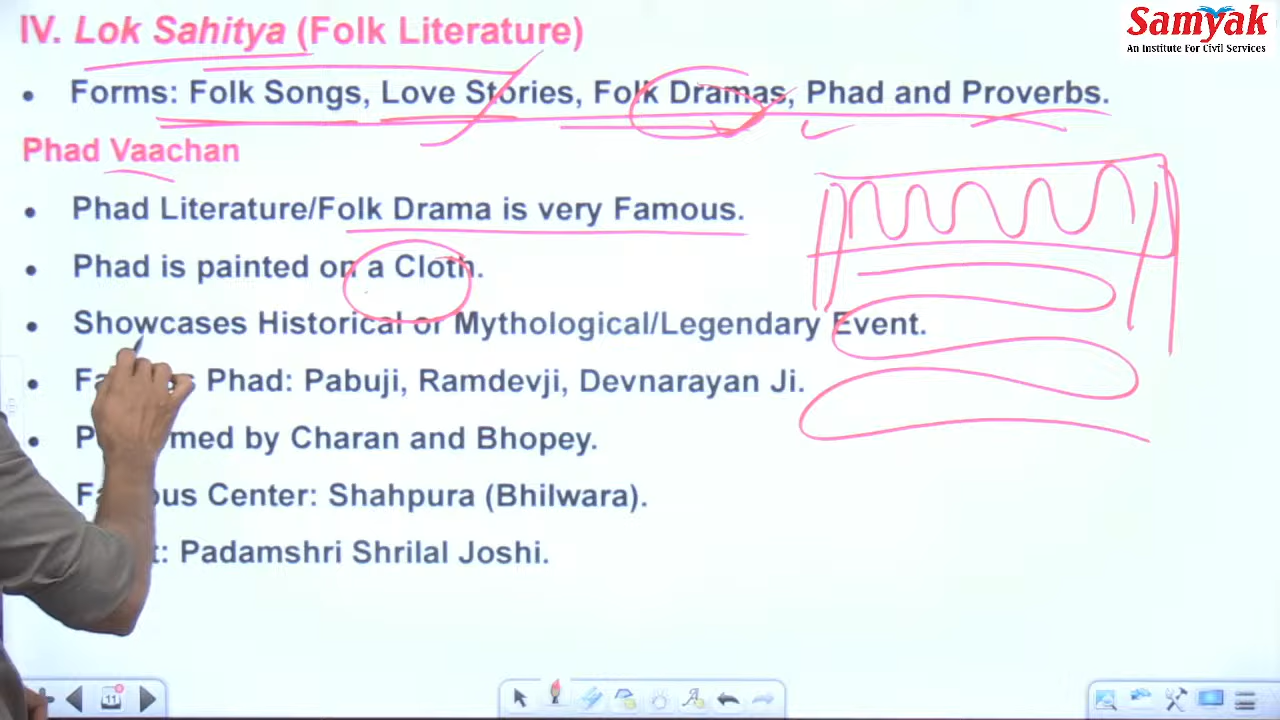 IV. Lok Sahitya (Folk Literature)
Samyak
An Institute For Civil Services
• Forms: Folk Songs, Love Stories, Folk Dramas, Phad and Proverbs.
Phad Vaachan
• Phad Literature/Folk Drama is very Famous.
• Phad is painted on a Cloth.
• Showcases Historical or Mythological/Legendary Event.
• Phad: Pabuji, Ramdevji, Devnarayan Ji.
• by Charan and Bhopey.
Center: Shahpura (Bhilwara).
Padamshri Shrilal Joshi.
11